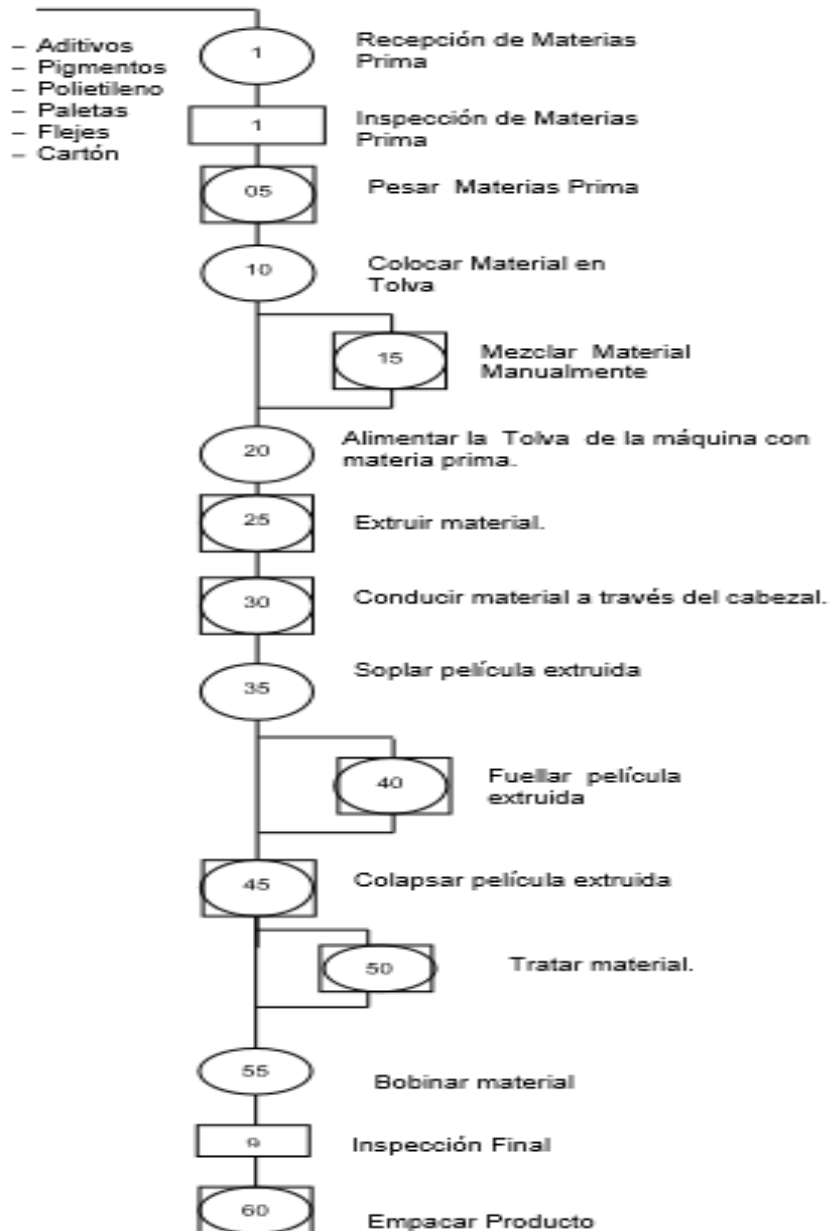 – Aditivos
– Pigmentos
– Polietileno
– Paletas
– Flejes
– Cartón
1
Recepción de Materias
Prima
1
Inspección de Materias
Prima
05
Pesar Materias Prima
10
Colocar Material en
Tolva
15
Mezclar Material
Manualmente
20
Alimentar la Tolva de la máquina con
materia prima.
25
Extruir material.
30
Conducir material a través del cabezal.
35
Soplar película extruida
40
Fuellar película
extruida
45
Colapsar película extruida
50
Tratar material.
55
Bobinar material
9
Inspección Final
60
Empacar Producto